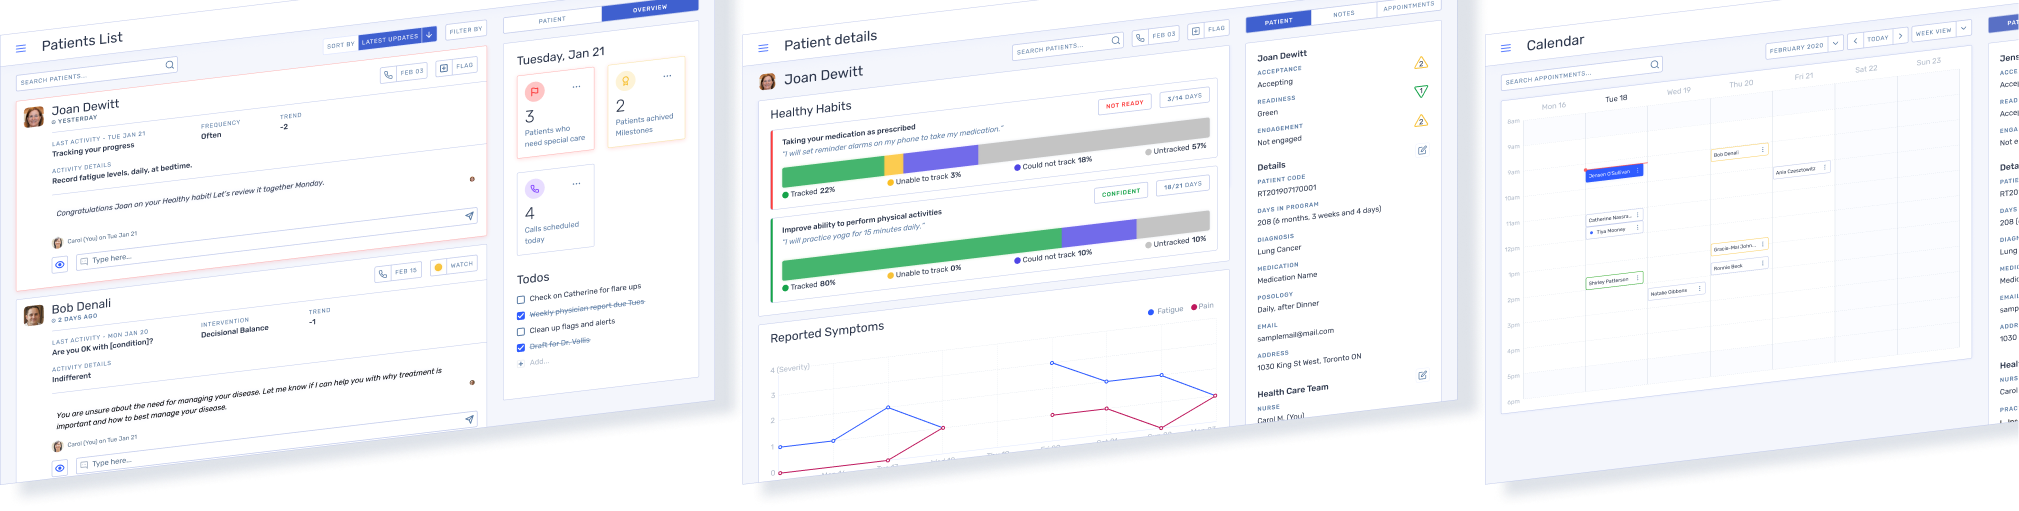 Patients List
SORT BY LATEST UPDATES
FILTER BY
SEARCH PATIENTS...
FEB 03
FLAG
Joan Dewitt
YESTERDAY
LAST ACTIVITY - TUE JAN 21
Tracking your progress
FREQUENCY
Often
TREND
-2
ACTIVITY DETAILS
Record fatigue levels, daily, at bedtime.
Congratulations Joan on your Healthy habit! Let's review it together Monday.
Carol (You) on Tue Jan 21
Type here...
FEB 15
WATCH
Bob Denali
2 DAYS AGO
LAST ACTIVITY - MON JAN 20
Are you OK with [condition]?
INTERVENTION
Decisional Balance
TREND
-1
ACTIVITY DETAILS
Indifferent
You are unsure about the need for managing your disease. Let me know if I can help you with why treatment is
important and how to best manage your disease.
Carol (You) on Tue Jan 21
Type here...
PATIENT
OVERVIEW
Tuesday, Jan 21
3
Patients who
need special care
2
Patients achived
Milestones
4
Calls scheduled
today
Todos
Check on Catherine for flare ups
Weekly physician report due Tues
Clean up flags and alerts
Draft for Dr. Vallis
Add...
Patient details
SEARCH PATIENTS...
FEB 03
FLAG
Joan Dewitt
Healthy Habits
NOT READY
3/14 DAYS
Taking your medication as prescribed
"I will set reminder alarms on my phone to take my medication."
Tracked 22%
Unable to track 3%
Could not track 18%
Untracked 57%
CONFIDENT
18/21 DAYS
Improve ability to perform physical activities
"I will practice yoga for 15 minutes daily."
Tracked 80%
Unable to track 0%
Could not track 10%
Untracked 10%
Reported Symptoms
Fatigue
Pain
4 (Severity)
3
2
1
0
PATIENT
NOTES
APPOINTMENTS
Joan Dewitt
ACCEPTANCE
Accepting
2
READINESS
Green
1
ENGAGEMENT
Not engaged
2
Details
PATIENT CODE
RT201907170001
DAYS IN PROGRAM
208 (6 months, 3 weeks and 4 days)
DIAGNOSIS
Lung Cancer
MEDICATION
Medication Name
POSOLOGY
Daily, after Dinner
EMAIL
samplemail@mail.com
ADDRESS
1030 King St West, Toronto ON
Health Care Team
NURSE
Carol M. (You)
Calendar
FEBRUARY 2020
TODAY
WEEK VIEW
SEARCH APPOINTMENTS...
Mon 16
Tue 18
Wed 19
Thu 20
Fri 21
Sat 22
Sun 23
8am
9am
9am
10am
11am
12pm
1pm
2pm
3pm
4pm
5pm
6pm
Jensen O'Sullivan
Bob Denali
Ania Czesztowitz
Catherine Nassra...
Tiya Mooney
Gracie-Mai John...
Ronnie Beck
Shirley Patterson
Natalie Gibbons
PAT
Jens
ACCE
Accep
READ
Accep
ENGA
Not e
Deta
PATIE
RT20
DAYS
208 (
DIAGN
Lung
MEDIC
Medic
EMAIL
samp
ADDR
1030
Heal
NURS
Carol
PRAC